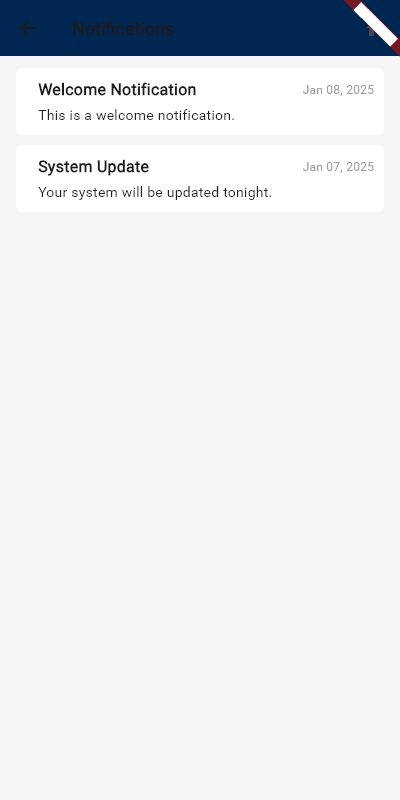 Notifications
Welcome Notification
Jan 08, 2025
This is a welcome notification.
System Update
Jan 07, 2025
Your system will be updated tonight.